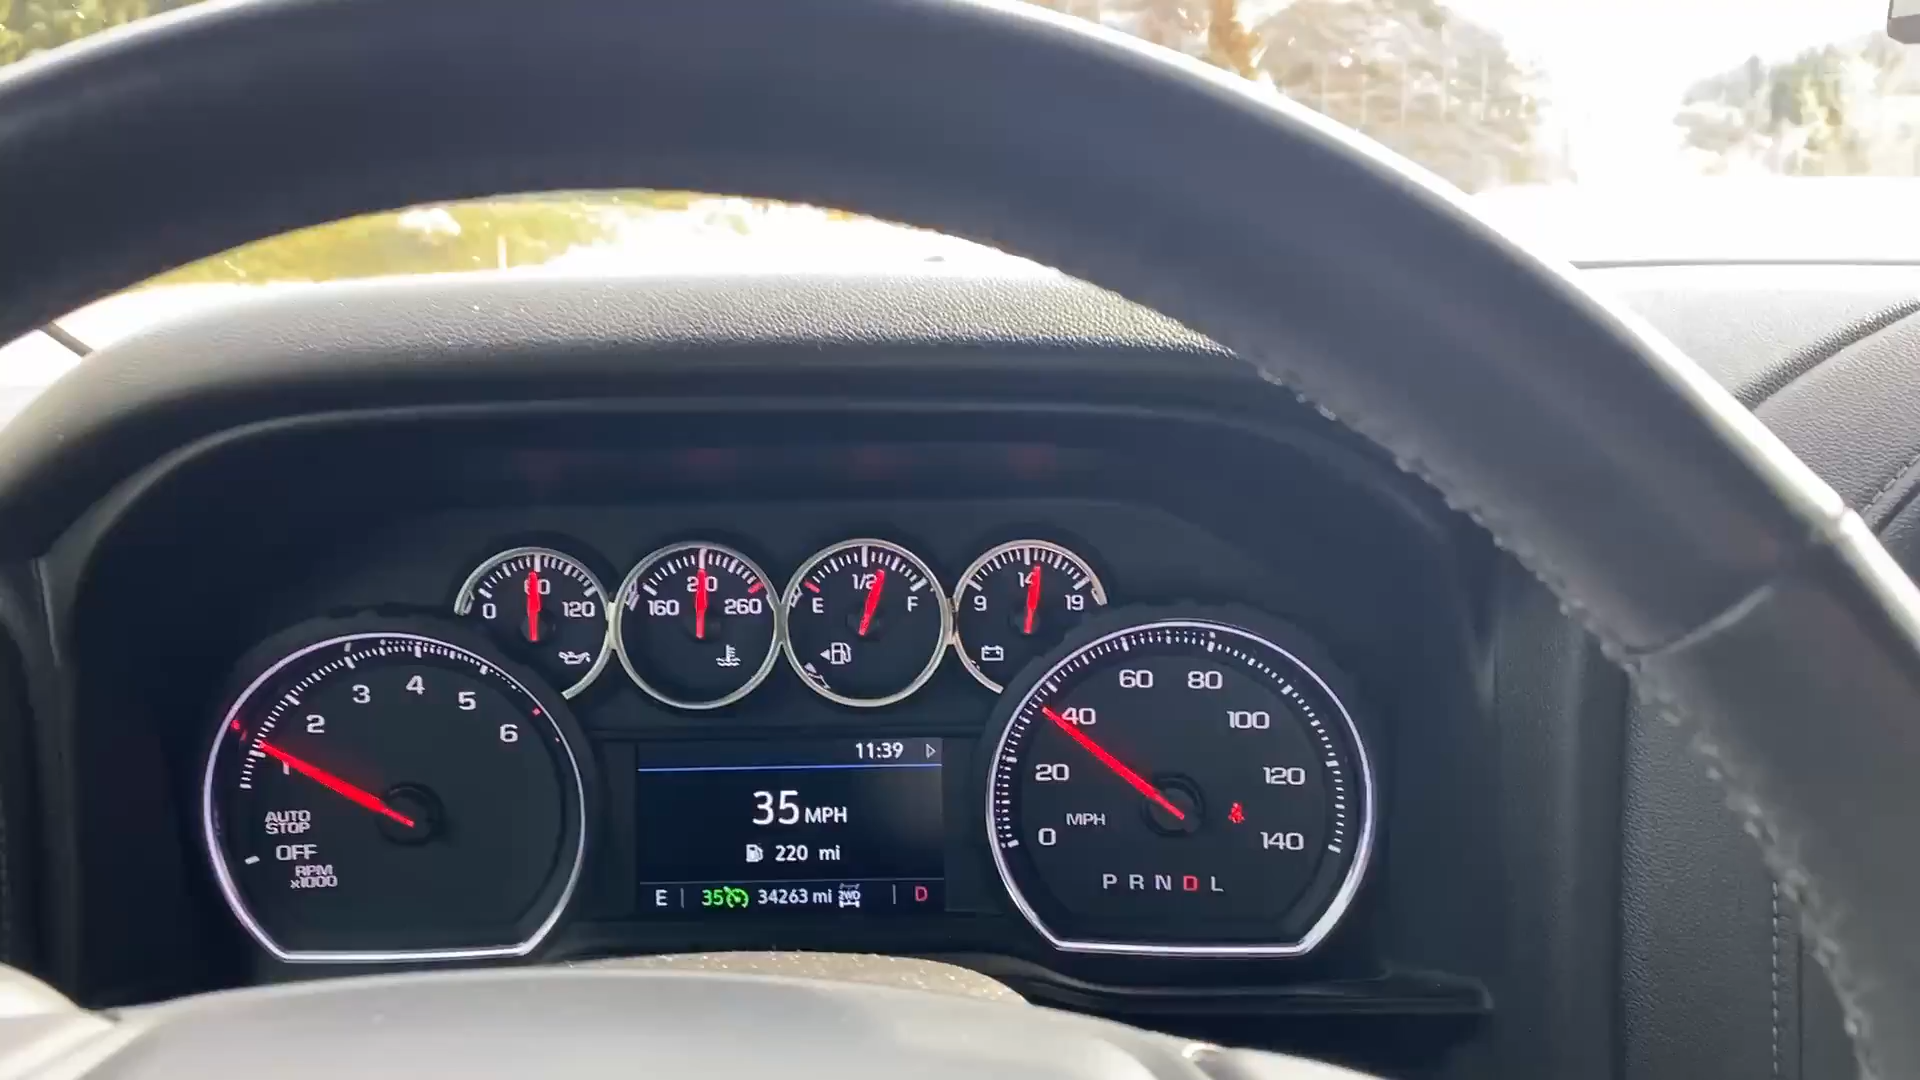 0 60 120
160 210 260
E 1/2 F
9 14 19
1 2 3 4 5 6
AUTO
STOP
OFF
RPM
x1000
11:39
35 MPH
220 mi
E | 35 34263 mi 2WD | D
0 20 40 60 80 100 120 140
MPH
P R N D L